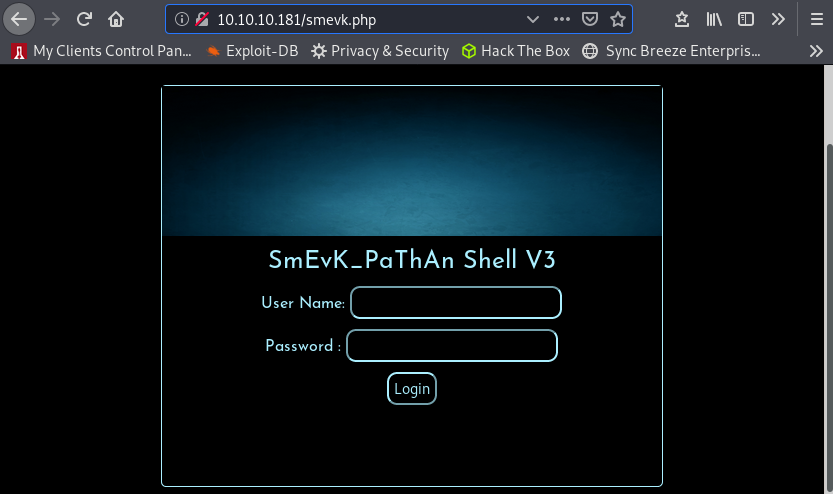 10.10.10.181/smevk.php
My Clients Control Pan... Exploit-DB Privacy & Security Hack The Box Sync Breeze Enterpris...
SmEvK_PaThAn Shell V3
User Name:
Password :
Login